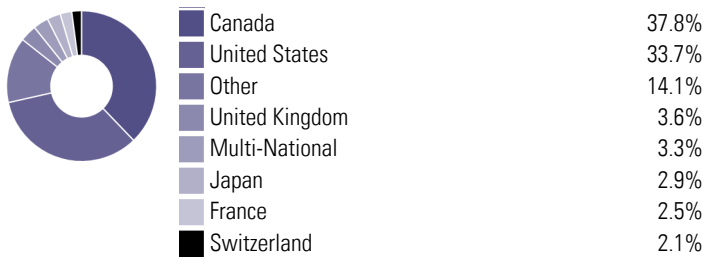 Canada 37.8%
United States 33.7%
Other 14.1%
United Kingdom 3.6%
Multi-National 3.3%
Japan 2.9%
France 2.5%
Switzerland 2.1%